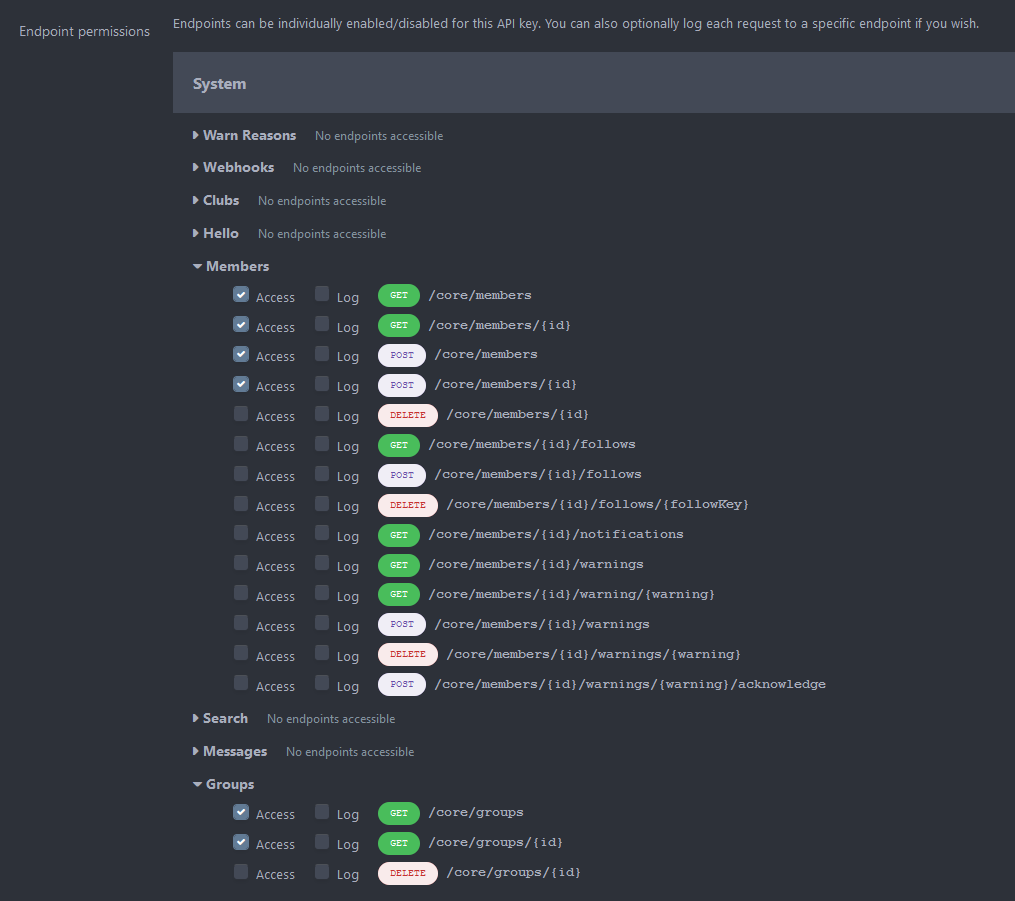 Endpoint permissions
Endpoints can be individually enabled/disabled for this API key. You can also optionally log each request to a specific endpoint if you wish.
System
Warn Reasons No endpoints accessible
Webhooks No endpoints accessible
Clubs No endpoints accessible
Hello No endpoints accessible
Members
Access Log GET /core/members
Access Log GET /core/members/{id}
Access Log POST /core/members
Access Log POST /core/members/{id}
Access Log DELETE /core/members/{id}
Access Log GET /core/members/{id}/follows
Access Log POST /core/members/{id}/follows
Access Log DELETE /core/members/{id}/follows/{followKey}
Access Log GET /core/members/{id}/notifications
Access Log GET /core/members/{id}/warnings
Access Log GET /core/members/{id}/warning/{warning}
Access Log POST /core/members/{id}/warnings
Access Log DELETE /core/members/{id}/warnings/{warning}
Access Log POST /core/members/{id}/warnings/{warning}/acknowledge
Search No endpoints accessible
Messages No endpoints accessible
Groups
Access Log GET /core/groups
Access Log GET /core/groups/{id}
Access Log DELETE /core/groups/{id}